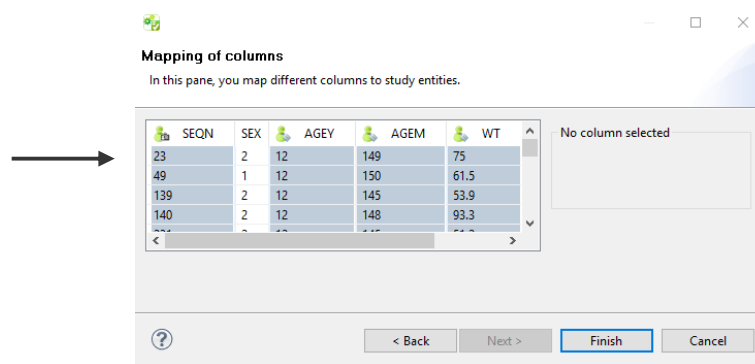 Mapping of columns
In this pane, you map different columns to study entities.
SEQN SEX AGEY AGEM WT
No column selected
23 2 12 149 75
49 1 12 150 61.5
139 2 12 145 53.9
140 2 12 148 93.3
< Back Next > Finish Cancel